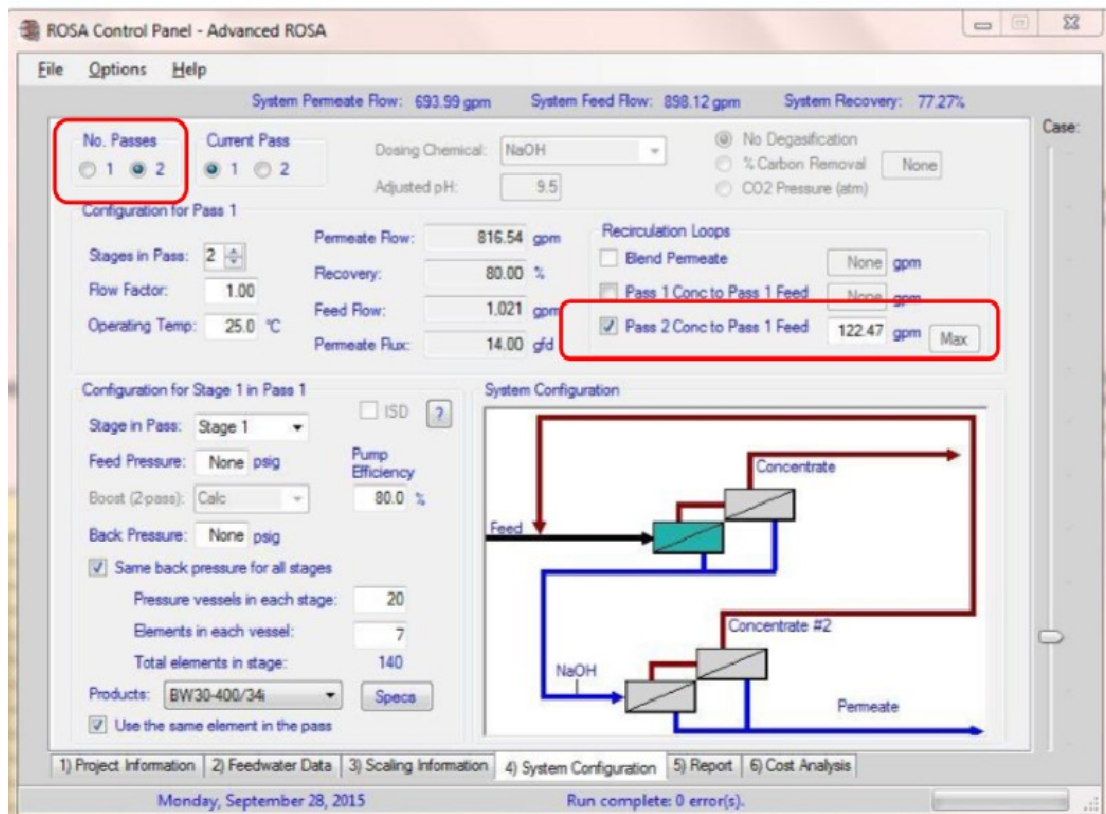 ROSA Control Panel - Advanced ROSA
File Options Help
System Permeate Flow: 693.59 gpm System Feed Flow: 898.12 gpm System Recovery: 77.27%
Case:
No. Passes
1 2
Current Pass
1 2
Dosing Chemical: NaOH
Adjusted pH: 9.5
No Degasification
% Carbon Removal None
CO2 Pressure (atm)
Configuration for Pass 1
Stages in Pass: 2
Flow Factor: 1.00
Operating Temp: 25.0 °C
Permeate Flow: 816.54 gpm
Recovery: 80.00 %
Feed Flow: 1.021 gpm
Permeate Flux: 14.00 gfd
Recirculation Loops
Blend Permeate None gpm
Pass 1 Conc to Pass 1 Feed None gpm
Pass 2 Conc to Pass 1 Feed 122.47 gpm Max
Configuration for Stage 1 in Pass 1
Stage in Pass: Stage 1
ISD ?
Feed Pressure: None psig
Pump Efficiency
Boost (2 pass): Calc
80.0 %
Back Pressure: None psig
Same back pressure for all stages
Pressure vessels in each stage: 20
Elements in each vessel: 7
Total elements in stage: 140
Products: BW30-400/34i Specs
Use the same element in the pass
System Configuration
Concentrate
Feed
Concentrate #2
NaOH
Permeate
1) Project Information 2) Feedwater Data 3) Scaling Information 4) System Configuration 5) Report 6) Cost Analysis
Monday, September 28, 2015 Run complete: 0 error(s).